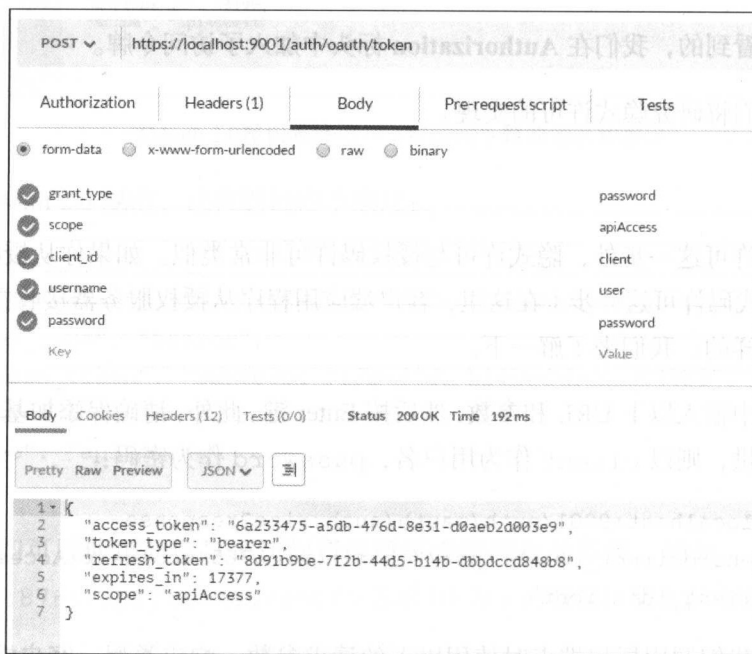 POST https://localhost:9001/auth/oauth/token
Authorization Headers (1) Body Pre-request script Tests
form-data x-www-form-urlencoded raw binary
grant_type password
scope apiAccess
client_id client
username user
password password
Key Value
Body Cookies Headers (12) Tests (0/0) Status 200 OK Time 192 ms
Pretty Raw Preview JSON
1 {
2 "access_token": "6a233475-a5db-476d-8e31-d0aeb2d003e9",
3 "token_type": "bearer",
4 "refresh_token": "8d91b9be-7f2b-44d5-b14b-dbbdccd848b8",
5 "expires_in": 17377,
6 "scope": "apiAccess"
7 }